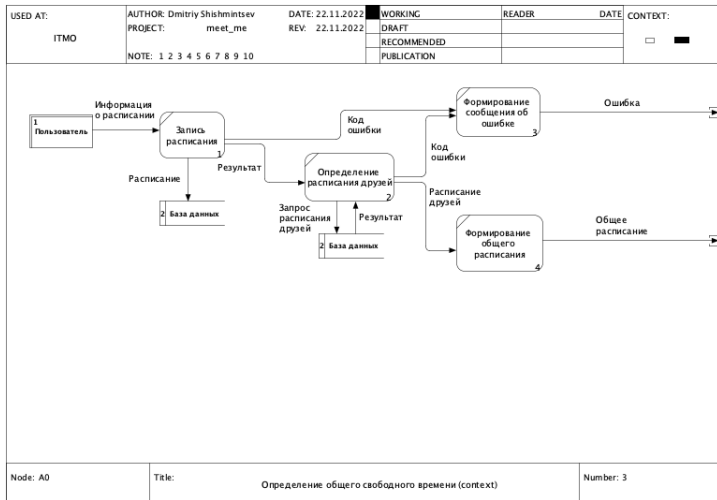 USED AT:
ITMO
AUTHOR: Dmitriy Shishmintsev
DATE: 22.11.2022
PROJECT: meet_me
REV: 22.11.2022
NOTE: 1 2 3 4 5 6 7 8 9 10
WORKING
DRAFT
RECOMMENDED
PUBLICATION
READER
DATE
CONTEXT:
1
Пользователь
Информация
о расписании
Запись
расписания
1
Расписание
2 База данных
Результат
Код
ошибки
Определение
расписания друзей
2
Запрос
расписания
друзей
Результат
2 База данных
Код
ошибки
Расписание
друзей
Формирование
сообщения об
ошибке
3
Ошибка
Формирование
общего
расписания
4
Общее
расписание
Node: A0
Title:
Определение общего свободного времени (context)
Number: 3